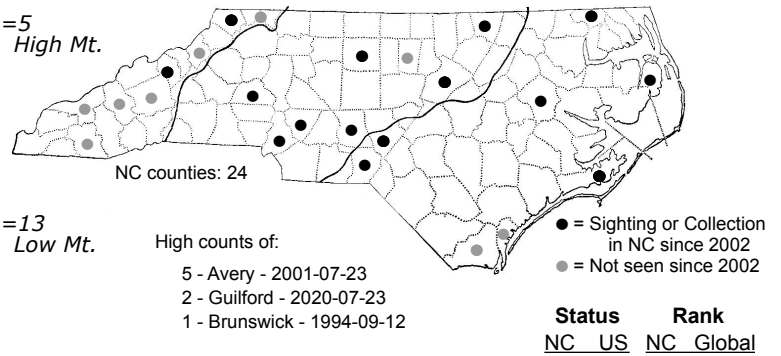 =5
High Mt.
NC counties: 24
=13
Low Mt.
High counts of:
5 - Avery - 2001-07-23
2 - Guilford - 2020-07-23
1 - Brunswick - 1994-09-12
= Sighting or Collection
in NC since 2002
= Not seen since 2002
Status Rank
NC US NC Global